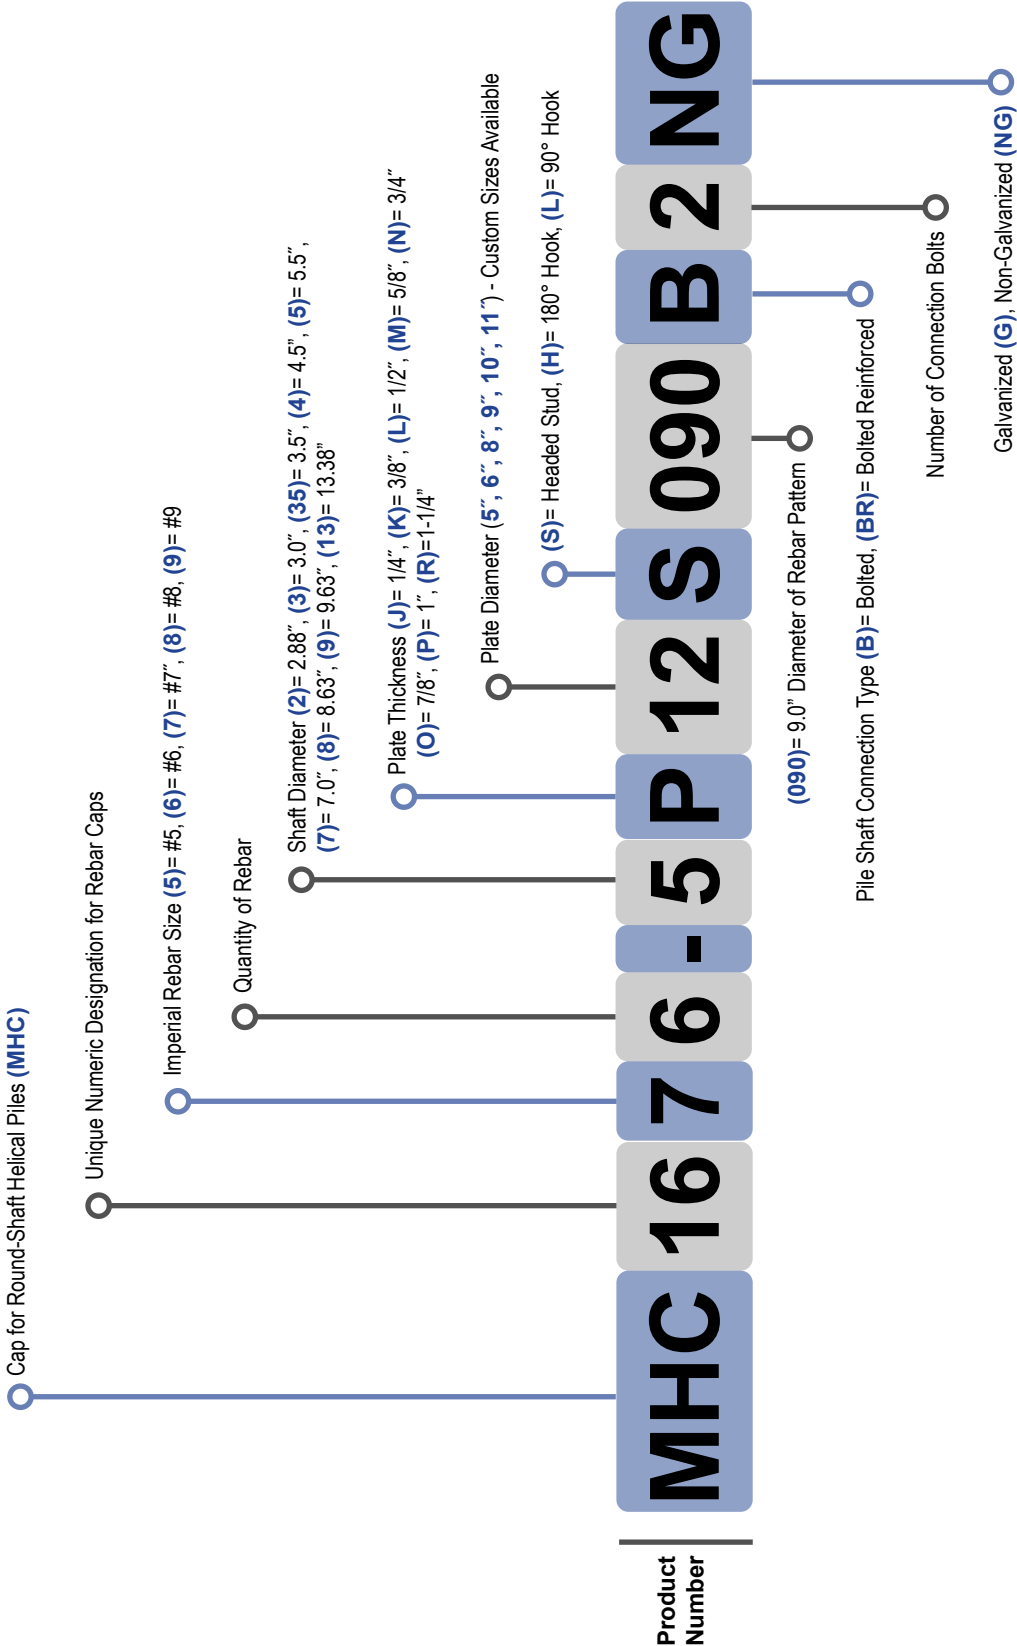 Cap for Round-Shaft Helical Piles (MHC)
Unique Numeric Designation for Rebar Caps
Imperial Rebar Size (5)= #5, (6)= #6, (7)= #7″, (8)= #8, (9)= #9
Quantity of Rebar
Shaft Diameter (2)= 2.88″, (3)= 3.0″, (35)= 3.5″, (4)= 4.5”, (5)= 5.5″,
(7)= 7.0″, (8)= 8.63″, (9)= 9.63″, (13)= 13.38”
Plate Thickness (J)= 1/4″, (K)= 3/8″, (L)= 1/2″, (M)= 5/8″, (N)= 3/4″
(O)= 7/8″, (P)= 1″, (R)=1-1/4”
Plate Diameter (5″, 6″, 8″, 9″, 10″, 11″) - Custom Sizes Available
(S)= Headed Stud, (H)= 180° Hook, (L)= 90° Hook
Product
Number
MHC 16 7 6 - 5 P 12 S 090 B 2 NG
(090)= 9.0” Diameter of Rebar Pattern
Pile Shaft Connection Type (B)= Bolted, (BR)= Bolted Reinforced
Number of Connection Bolts
Galvanized (G), Non-Galvanized (NG)